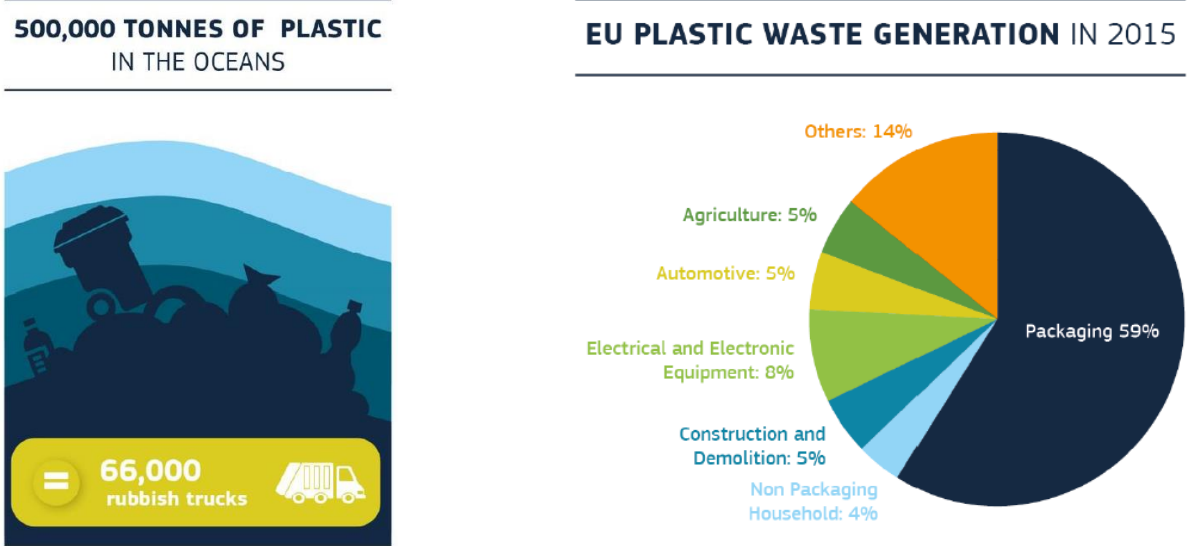 500,000 TONNES OF PLASTIC
IN THE OCEANS
=
66,000
rubbish trucks
EU PLASTIC WASTE GENERATION IN 2015
Others: 14%
Agriculture: 5%
Automotive: 5%
Packaging 59%
Electrical and Electronic
Equipment: 8%
Construction and
Demolition: 5%
Non Packaging
Household: 4%